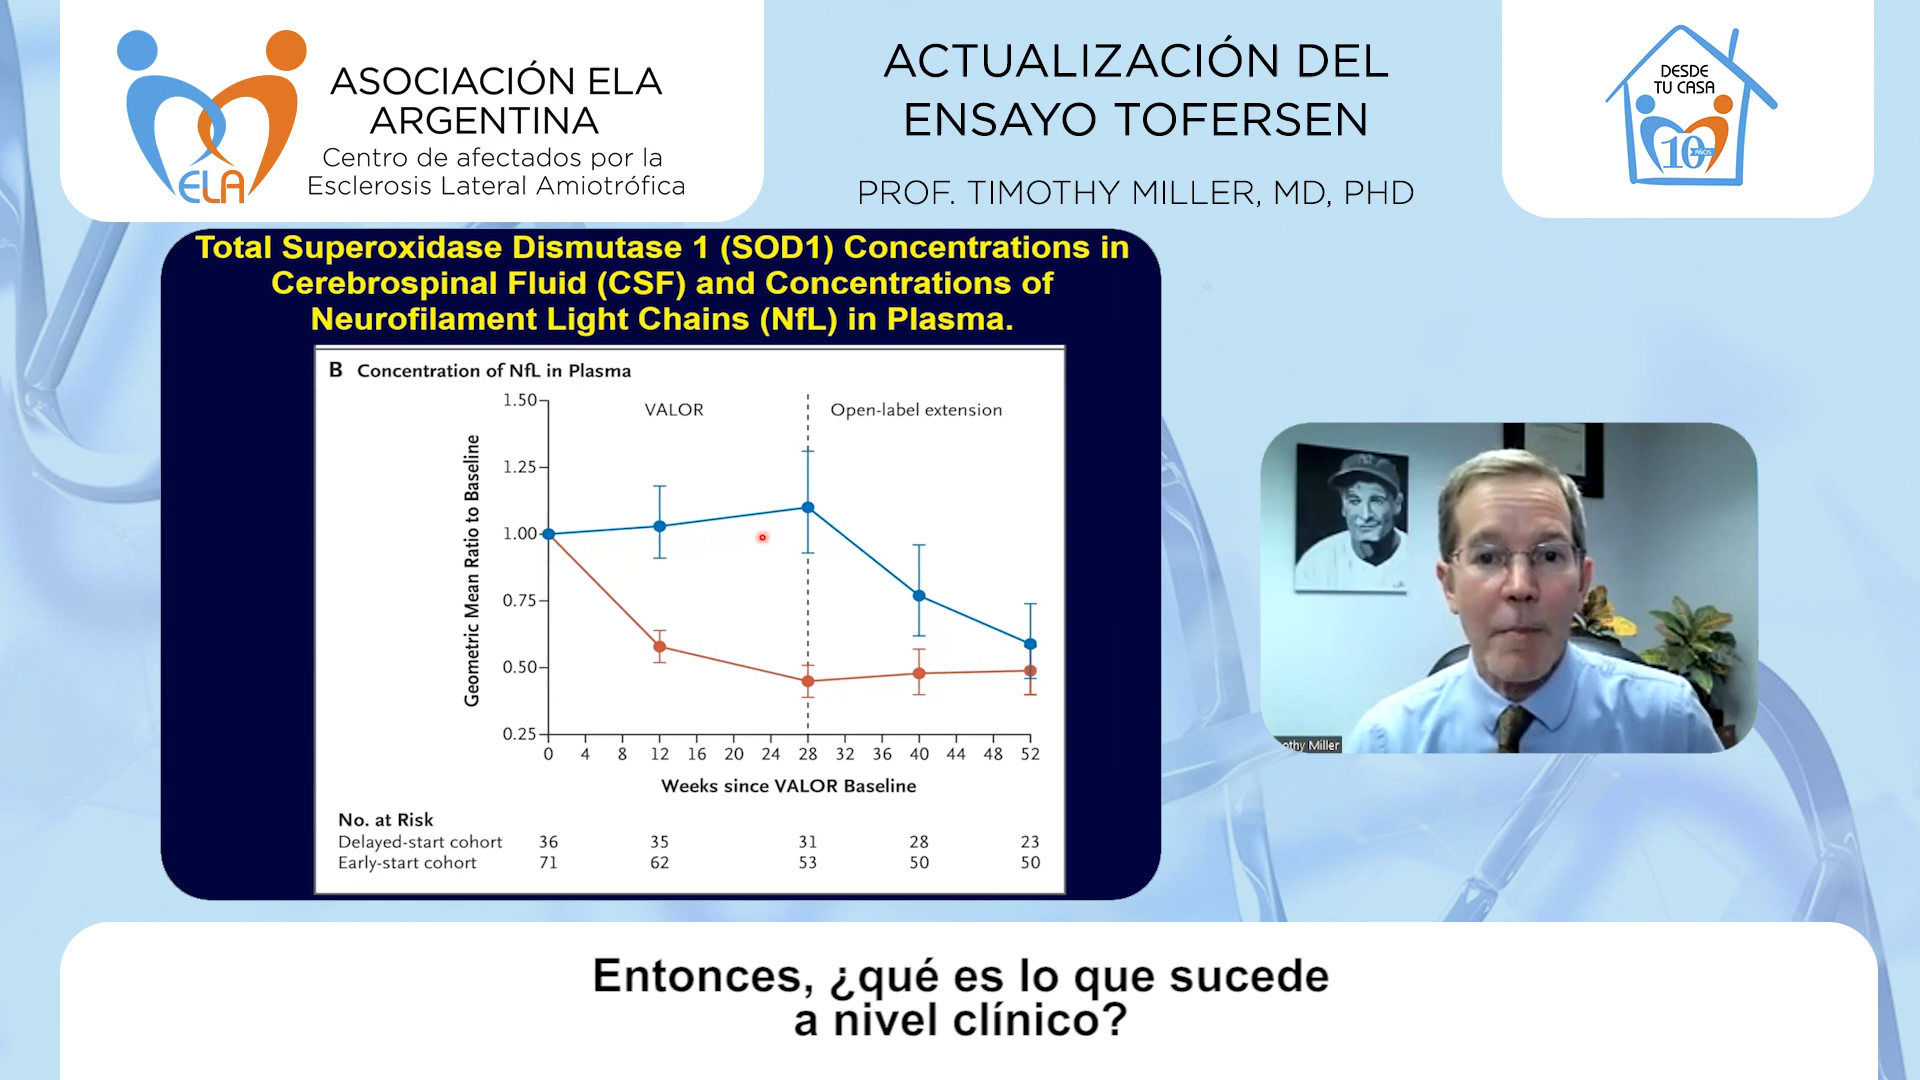 ASOCIACIÓN ELA
ARGENTINA
Centro de afectados por la
Esclerosis Lateral Amiotrófica
ELA
ACTUALIZACIÓN DEL
ENSAYO TOFERSEN
PROF. TIMOTHY MILLER, MD, PHD
DESDE
TU CASA
10
AÑOS
Total Superoxidase Dismutase 1 (SOD1) Concentrations in
Cerebrospinal Fluid (CSF) and Concentrations of
Neurofilament Light Chains (NfL) in Plasma.
B Concentration of NfL in Plasma
VALOR
Open-label extension
Geometric Mean Ratio to Baseline
1.50
1.25
1.00
0.75
0.50
0.25
0 4 8 12 16 20 24 28 32 36 40 44 48 52
Weeks since VALOR Baseline
No. at Risk
Delayed-start cohort 36 35 31 28 23
Early-start cohort 71 62 53 50 50
othy Miller
Entonces, ¿qué es lo que sucede
a nivel clínico?